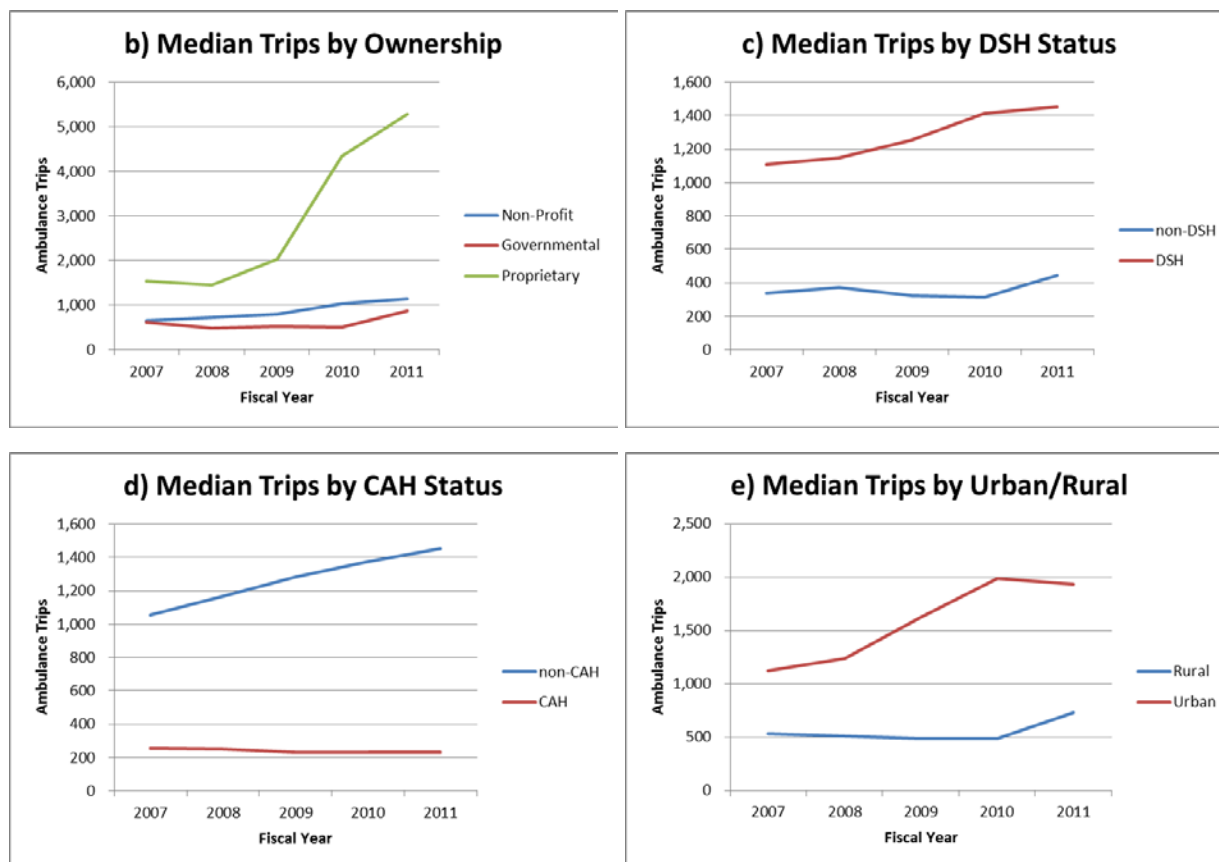 b) Median Trips by Ownership
6,000
5,000
4,000
3,000
2,000
1,000
0
Ambulance Trips
2007 2008 2009 2010 2011
Fiscal Year
Non-Profit
Governmental
Proprietary
c) Median Trips by DSH Status
1,600
1,400
1,200
1,000
800
600
400
200
0
Ambulance Trips
2007 2008 2009 2010 2011
Fiscal Year
non-DSH
DSH
d) Median Trips by CAH Status
1,600
1,400
1,200
1,000
800
600
400
200
0
Ambulance Trips
2007 2008 2009 2010 2011
Fiscal Year
non-CAH
CAH
e) Median Trips by Urban/Rural
2,500
2,000
1,500
1,000
500
0
Ambulance Trips
2007 2008 2009 2010 2011
Fiscal Year
Rural
Urban